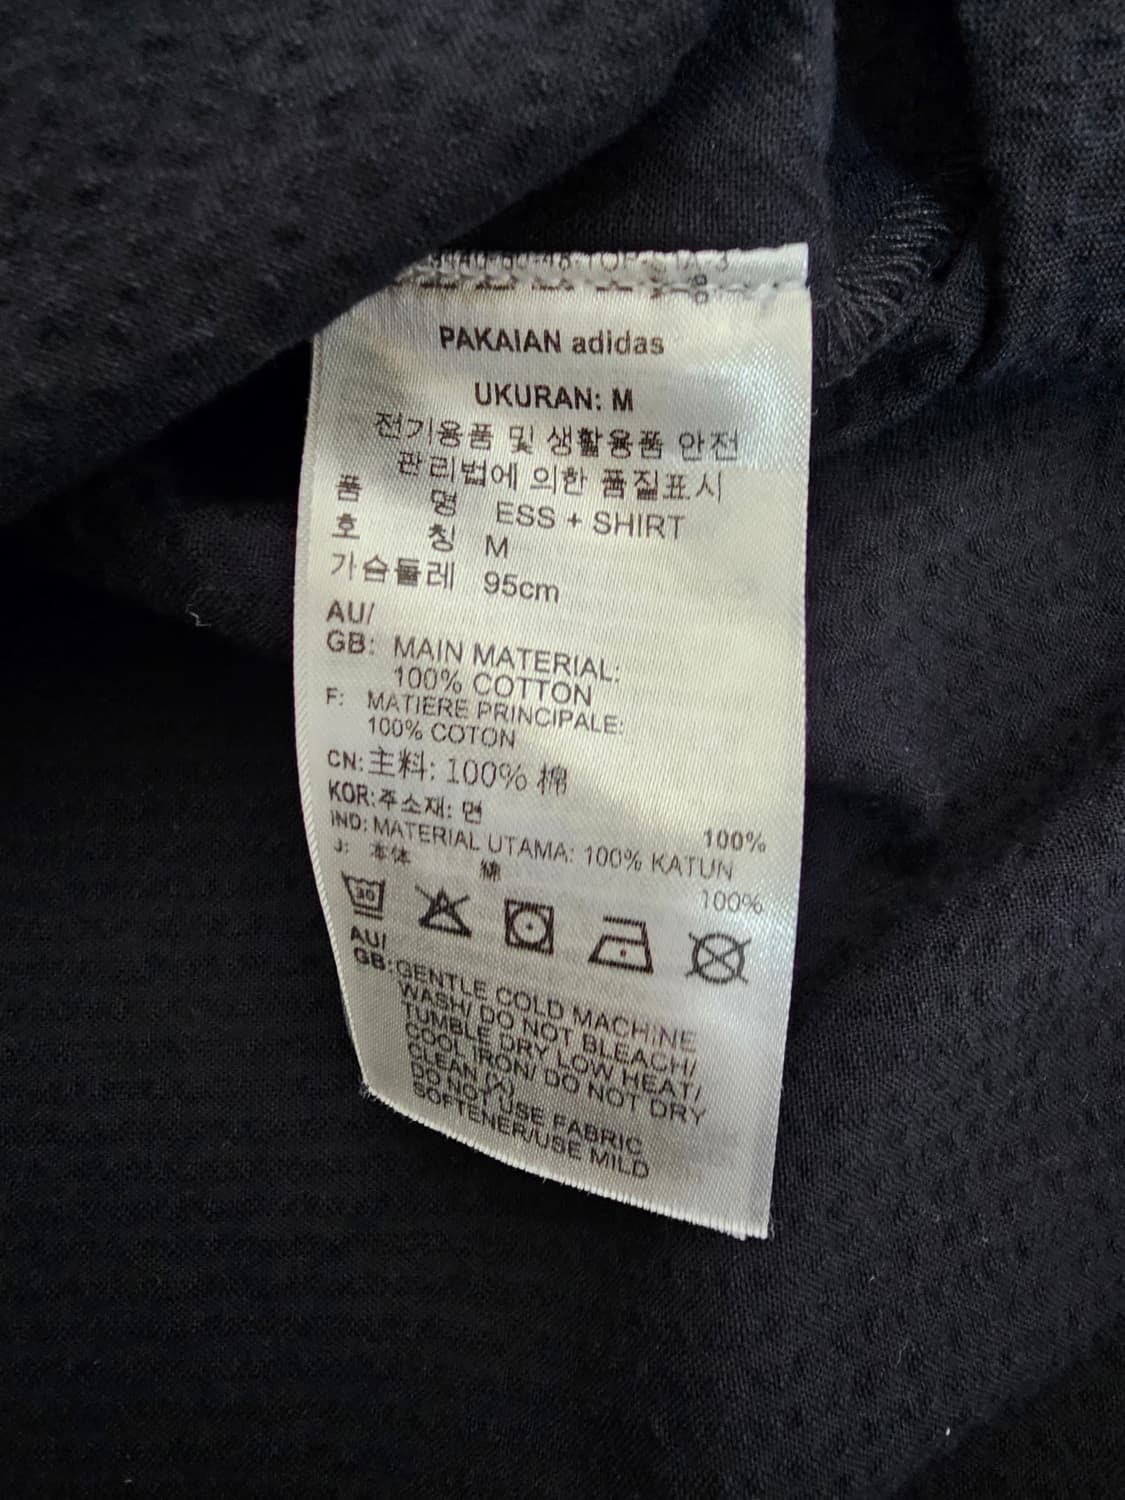 PAKAIAN adidas
UKURAN: M
전기용품 및 생활용품 안전
관리법에 의한 품질표시
품 명 ESS + SHIRT
호 칭 M
가슴둘레 95cm
AU/
GB: MAIN MATERIAL:
100% COTTON
F: MATIERE PRINCIPALE:
100% COTON
CN: 主料: 100% 棉
KOR: 주소재: 면 100%
IND: MATERIAL UTAMA: 100% KATUN
J: 本体 綿 100%
30
AU/
GB: GENTLE COLD MACHINE
WASH/ DO NOT BLEACH/
TUMBLE DRY LOW HEAT/
COOL IRON/ DO NOT DRY
CLEAN (X)
DO NOT USE FABRIC
SOFTENER/USE MILD